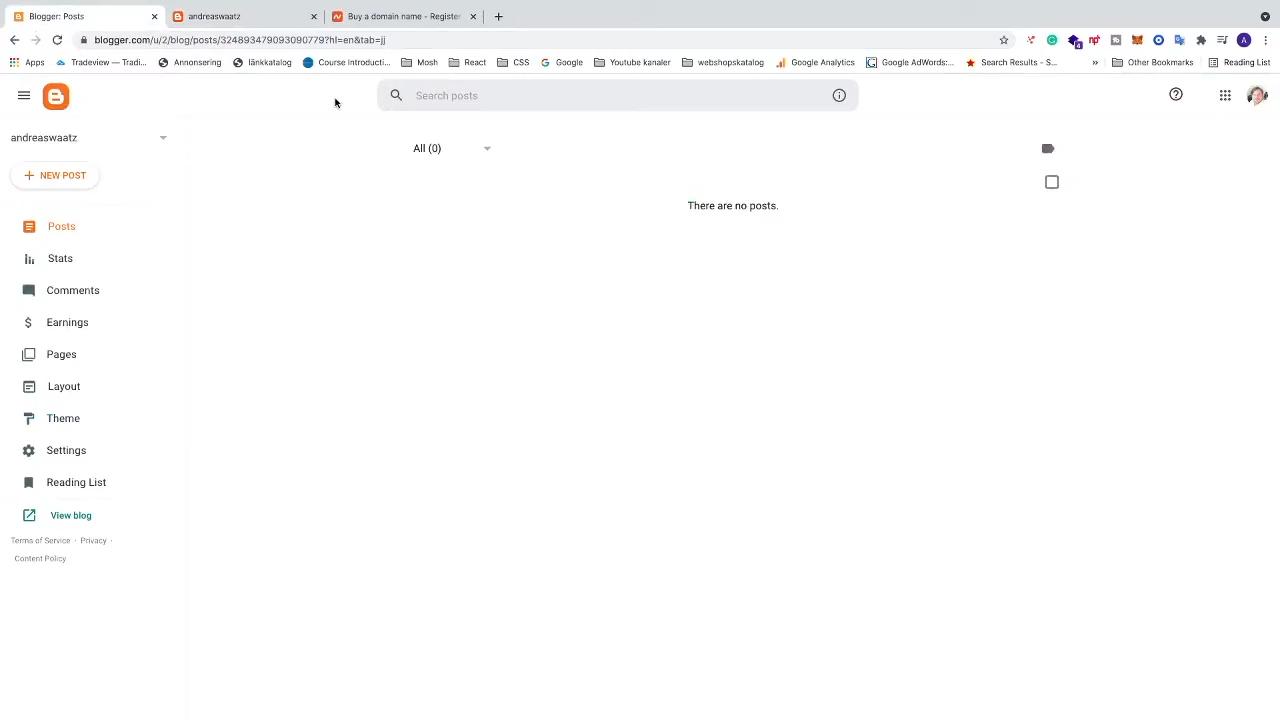 Blogger: Posts
andreaswaatz
Buy a domain name - Register
blogger.com/u/2/blog/posts/3248934790930907​79?hl=en&tab=jj
Apps
Tradeview — Tradi...
Annonsering
länkkatalog
Course Introducti...
Mosh
React
CSS
Google
Youtube kanaler
webshopskatalog
Google Analytics
Google AdWords:...
Search Results - S...
»
Other Bookmarks
Reading List
Search posts
andreaswaatz
NEW POST
All (0)
There are no posts.
Posts
Stats
Comments
Earnings
Pages
Layout
Theme
Settings
Reading List
View blog
Terms of Service · Privacy ·
Content Policy